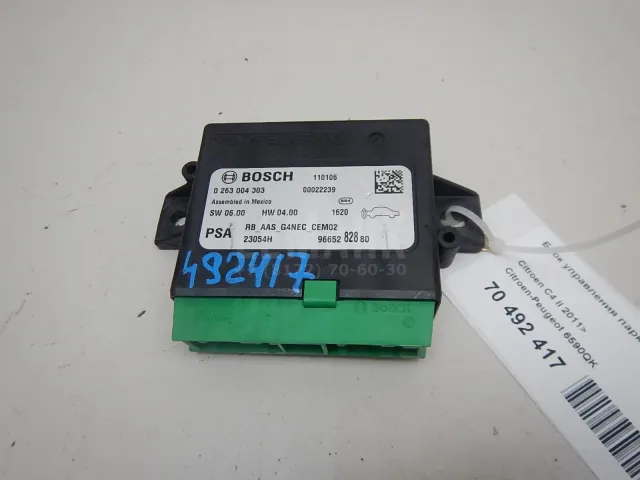 BOSCH
110106
0 263 004 303
00022239
Assembled in Mexico
SW 06.00
HW 04.00
1620
RB_AAS_G4NEC_CEM02
PSA
23054H
96652 828 80
492417
70-60-30
BOSCH
Блок управления парк
Citroen C4 II 2011>
Citroen-Peugeot 6590QK
70 492 417